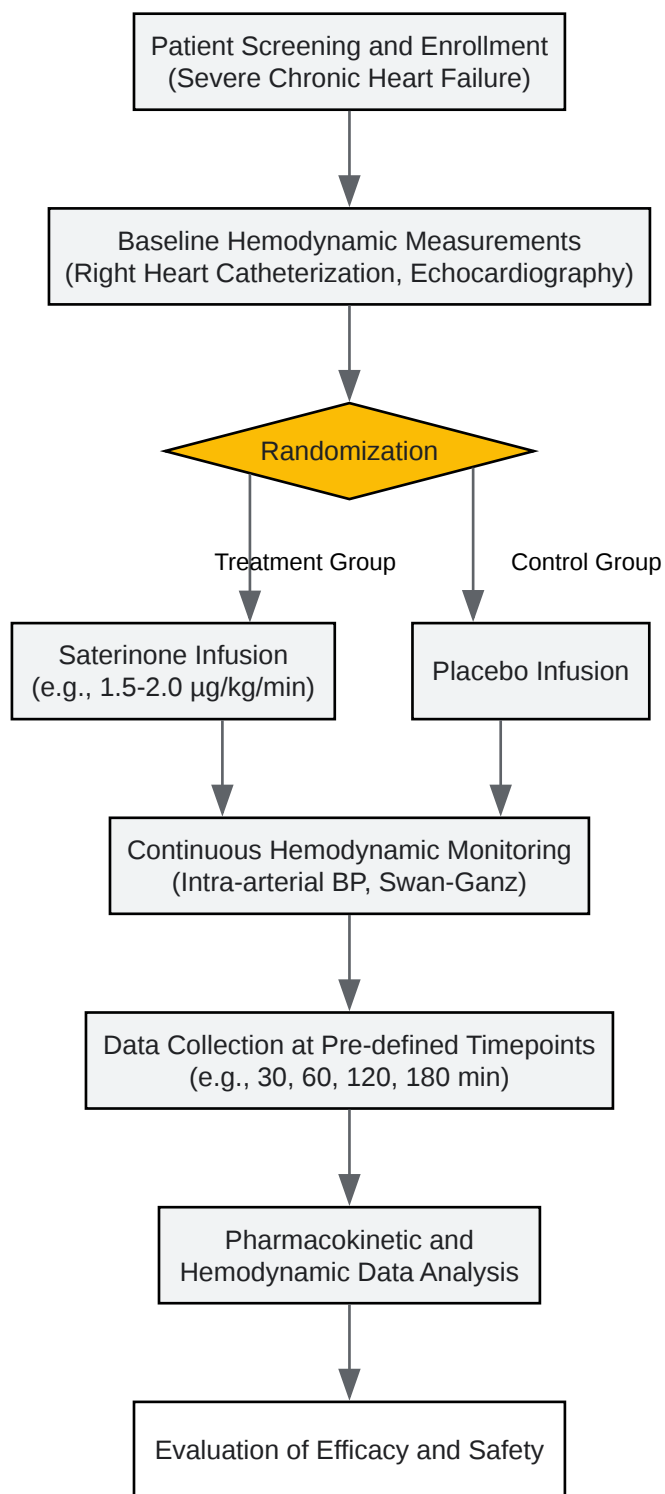 Patient Screening and Enrollment
(Severe Chronic Heart Failure)
Baseline Hemodynamic Measurements
(Right Heart Catheterization, Echocardiography)
Randomization
Treatment Group
Control Group
Saterinone Infusion
(e.g., 1.5-2.0 µg/kg/min)
Placebo Infusion
Continuous Hemodynamic Monitoring
(Intra-arterial BP, Swan-Ganz)
Data Collection at Pre-defined Timepoints
(e.g., 30, 60, 120, 180 min)
Pharmacokinetic and
Hemodynamic Data Analysis
Evaluation of Efficacy and Safety